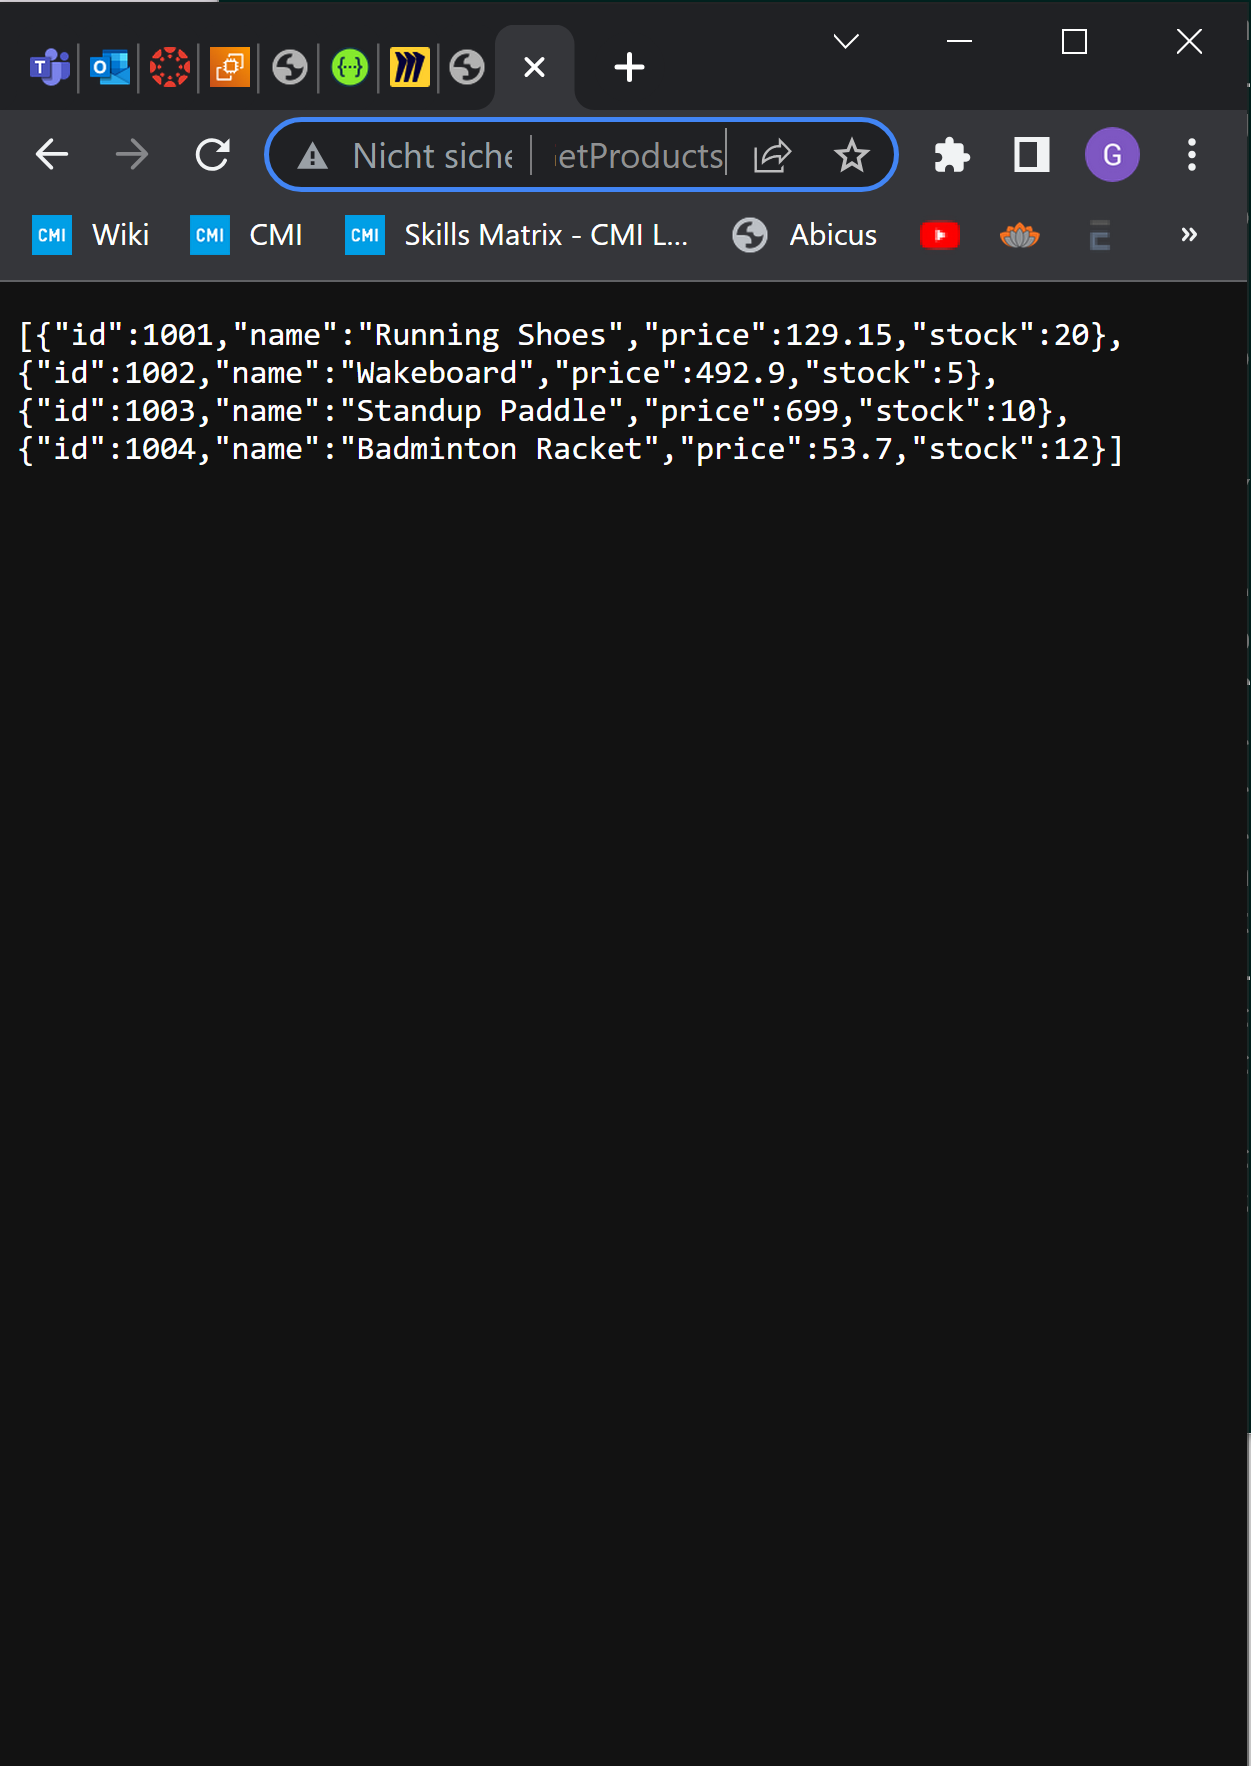 Nicht siche etProducts
G
CMI Wiki CMI CMI CMI Skills Matrix - CMI L... Abicus »
[{"id":1001,"name":"Running Shoes","price":129.15,"stock":20},
{"id":1002,"name":"Wakeboard","price":492.9,"stock":5},
{"id":1003,"name":"Standup Paddle","price":699,"stock":10},
{"id":1004,"name":"Badminton Racket","price":53.7,"stock":12}]